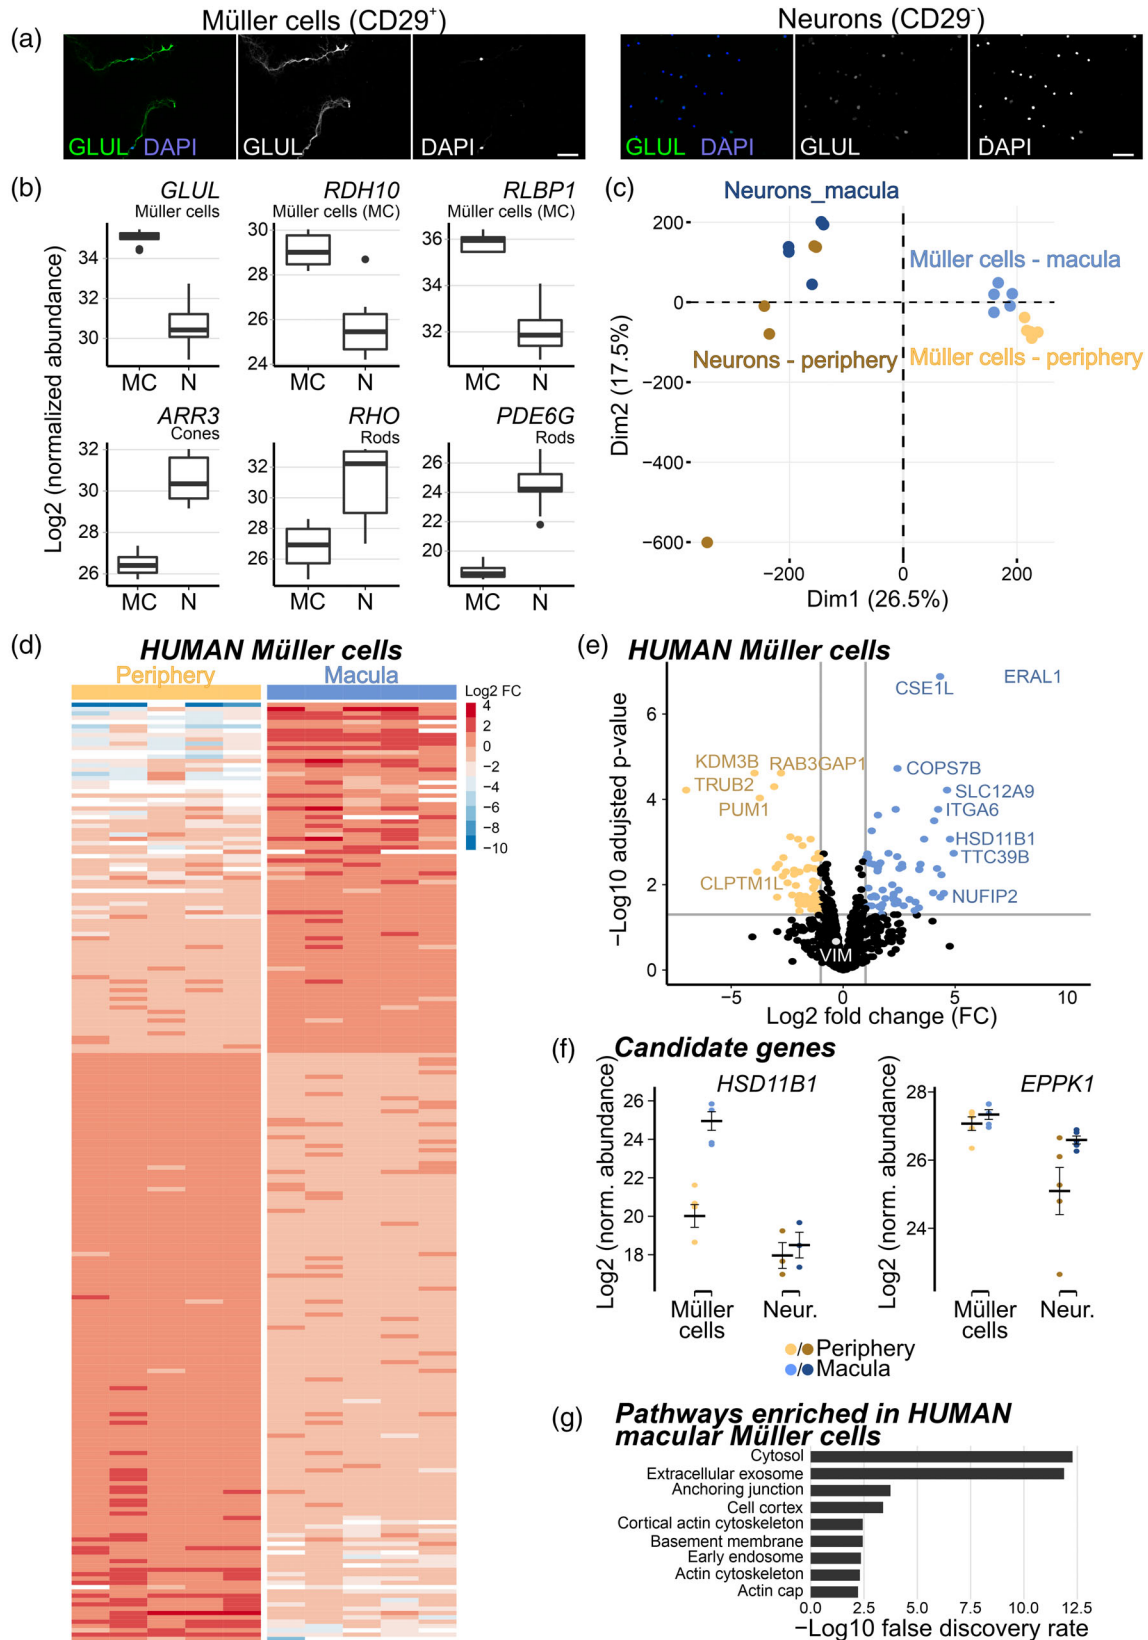 (a)
Müller cells (CD29+)
Neurons (CD29-)
GLUL DAPI
GLUL
DAPI
GLUL DAPI
GLUL
DAPI
(b)
Log2 (normalized abundance)
GLUL
Müller cells
34
32
30
MC N
RDH10
Müller cells (MC)
30
28
26
24
MC N
RLBP1
Müller cells (MC)
36
34
32
MC N
ARR3
Cones
32
30
28
26
MC N
RHO
Rods
32
30
28
26
MC N
PDE6G
Rods
26
24
22
20
MC N
(c)
Neurons_macula
Müller cells - macula
Neurons - periphery
Müller cells - periphery
Dim2 (17.5%)
200
0
−200
−400
−600
−200 0 200
Dim1 (26.5%)
(d)
HUMAN Müller cells
Periphery
Macula
Log2 FC
4
2
0
−2
−4
−6
−8
−10
(e)
HUMAN Müller cells
−Log10 adujsted p-value
6
4
2
0
CSE1L
ERAL1
KDM3B
RAB3GAP1
COPS7B
TRUB2
SLC12A9
PUM1
ITGA6
HSD11B1
TTC39B
CLPTM1L
NUFIP2
VIM
−5 0 5 10
Log2 fold change (FC)
(f)
Candidate genes
HSD11B1
Log2 (norm. abundance)
26
24
22
20
18
Müller
cells
Neur.
EPPK1
Log2 (norm. abundance)
28
26
24
Müller
cells
Neur.
/ Periphery
/ Macula
(g)
Pathways enriched in HUMAN
macular Müller cells
Cytosol
Extracellular exosome
Anchoring junction
Cell cortex
Cortical actin cytoskeleton
Basement membrane
Early endosome
Actin cytoskeleton
Actin cap
0.0 2.5 5.0 7.5 10.0 12.5
−Log10 false discovery rate